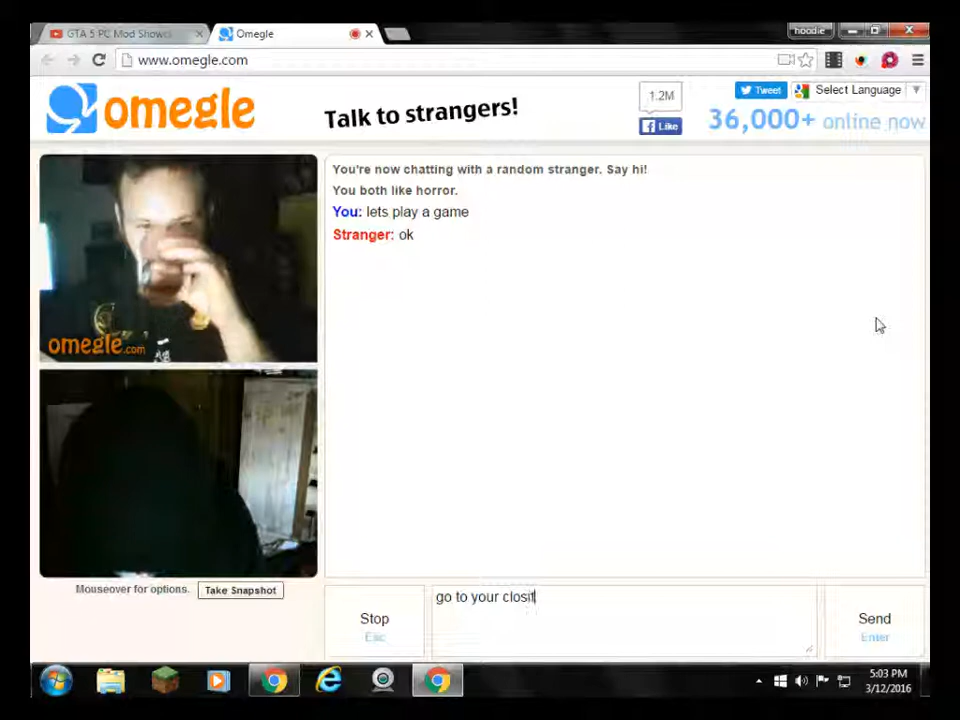 GTA 5 PC Mod Showca
Omegle
hoodie
www.omegle.com
omegle
Talk to strangers!
1.2M
Like
Tweet
Select Language
36,000+ online now
You're now chatting with a random stranger. Say hi!
You both like horror.
You: lets play a game
Stranger: ok
omegle.com
Mouseover for options.
Take Snapshot
Stop
Esc
go to your closit
Send
Enter
5:03 PM
3/12/2016